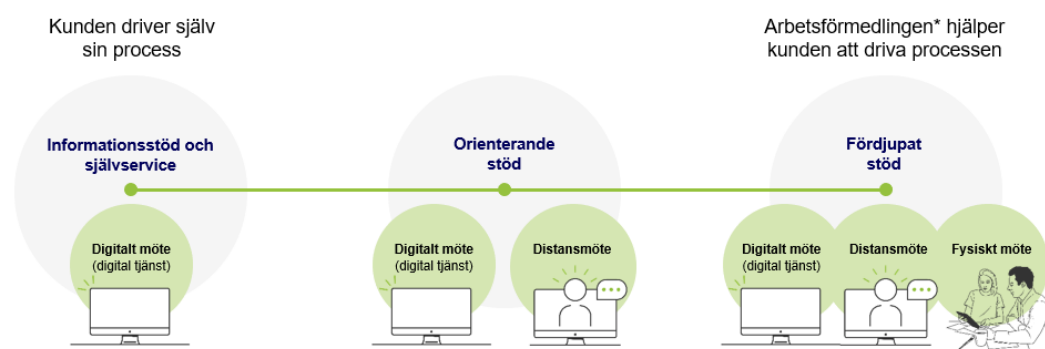 Kunden driver själv
sin process
Arbetsförmedlingen* hjälper
kunden att driva processen
Informationsstöd och
självservice
Orienterande
stöd
Fördjupat
stöd
Digitalt möte
(digital tjänst)
Digitalt möte
(digital tjänst)
Distansmöte
Digitalt möte
(digital tjänst)
Distansmöte
Fysiskt möte